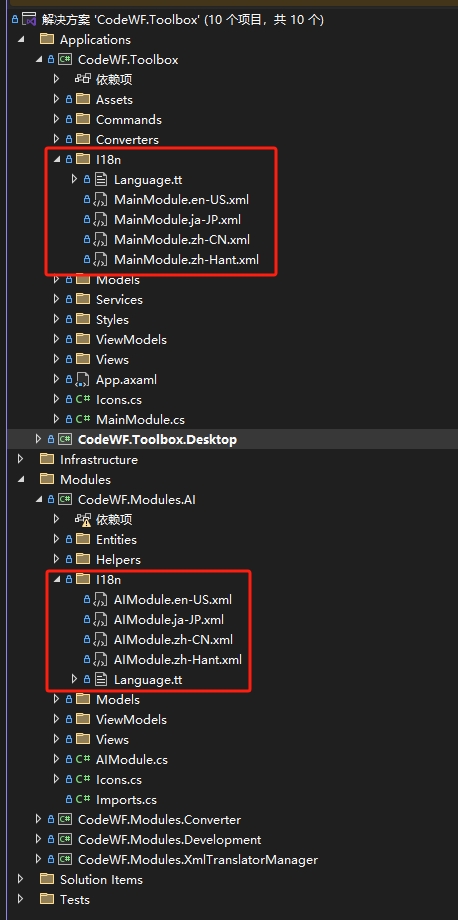 解决方案 'CodeWF.Toolbox' (10 个项目，共 10 个)
Applications
CodeWF.Toolbox
依赖项
Assets
Commands
Converters
I18n
Language.tt
MainModule.en-US.xml
MainModule.ja-JP.xml
MainModule.zh-CN.xml
MainModule.zh-Hant.xml
Models
Services
Styles
ViewModels
Views
App.axaml
C# Icons.cs
C# MainModule.cs
CodeWF.Toolbox.Desktop
Infrastructure
Modules
CodeWF.Modules.AI
依赖项
Entities
Helpers
I18n
AIModule.en-US.xml
AIModule.ja-JP.xml
AIModule.zh-CN.xml
AIModule.zh-Hant.xml
Language.tt
Models
ViewModels
Views
C# AIModule.cs
C# Icons.cs
C# Imports.cs
CodeWF.Modules.Converter
CodeWF.Modules.Development
CodeWF.Modules.XmlTranslatorManager
Solution Items
Tests